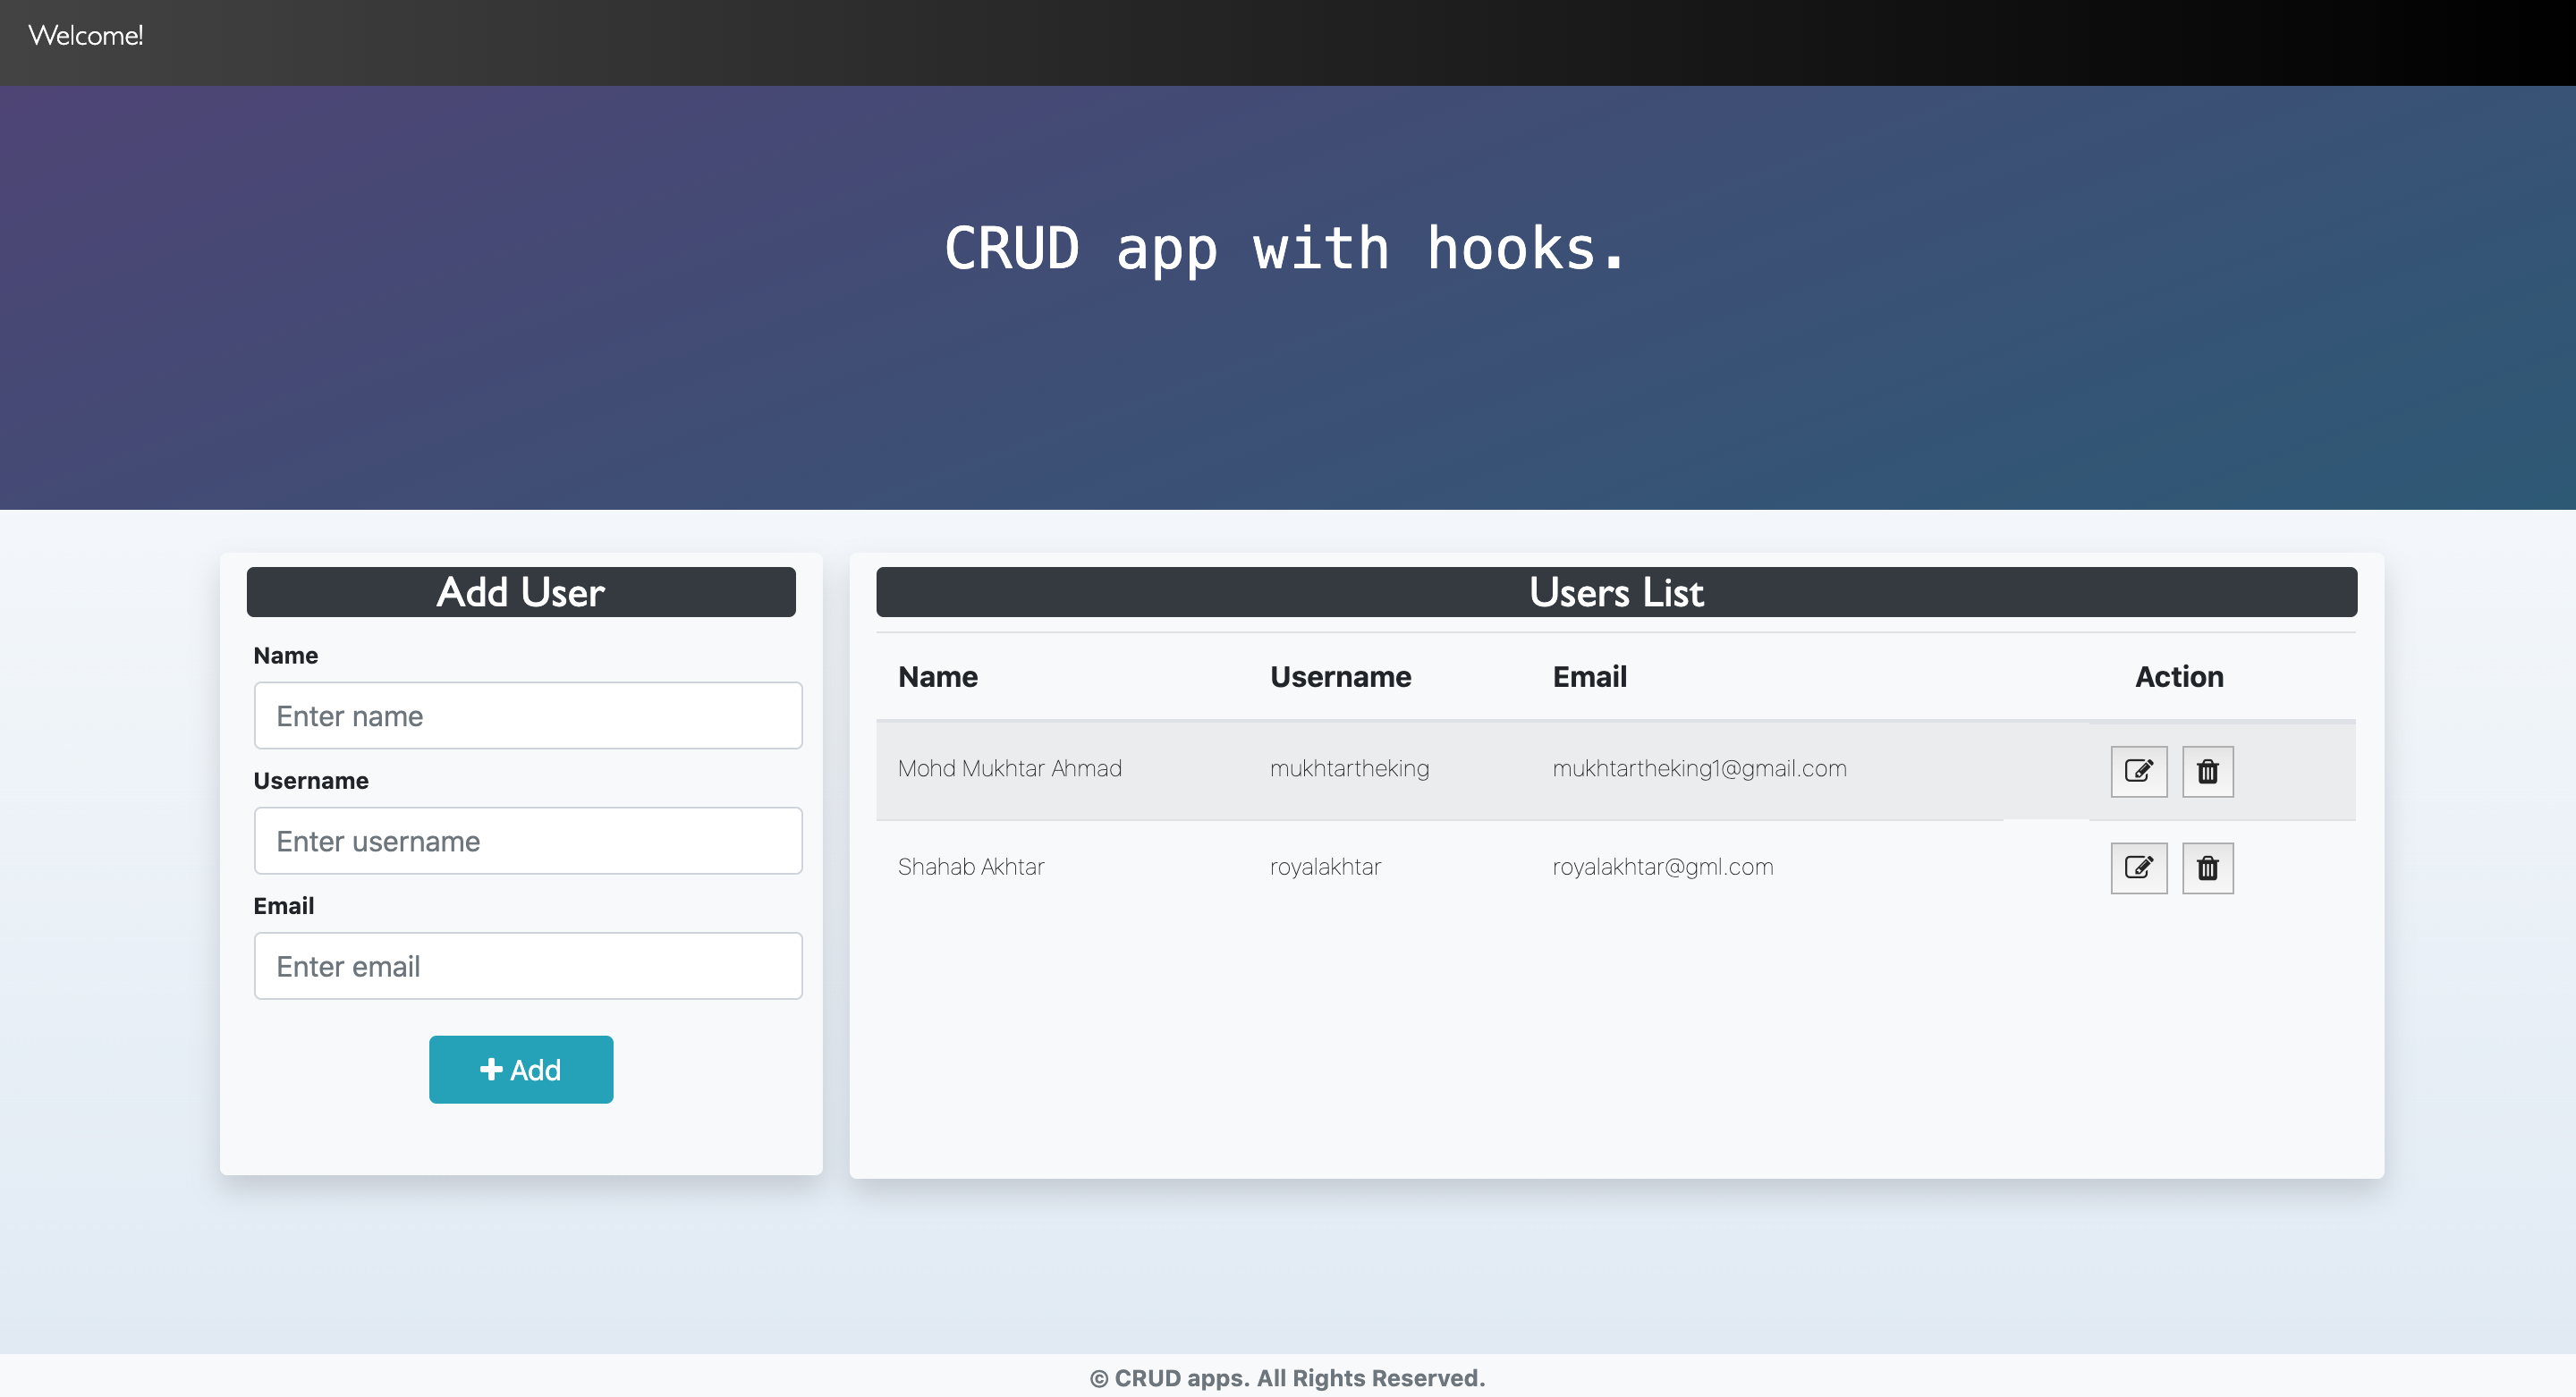 Welcome!
CRUD app with hooks.
Add User
Name
Enter name
Username
Enter username
Email
Enter email
+ Add
Users List
Name Username Email Action
Mohd Mukhtar Ahmad mukhtartheking mukhtartheking1@gmail.com
Shahab Akhtar royalakhtar royalakhtar@gml.com
© CRUD apps. All Rights Reserved.